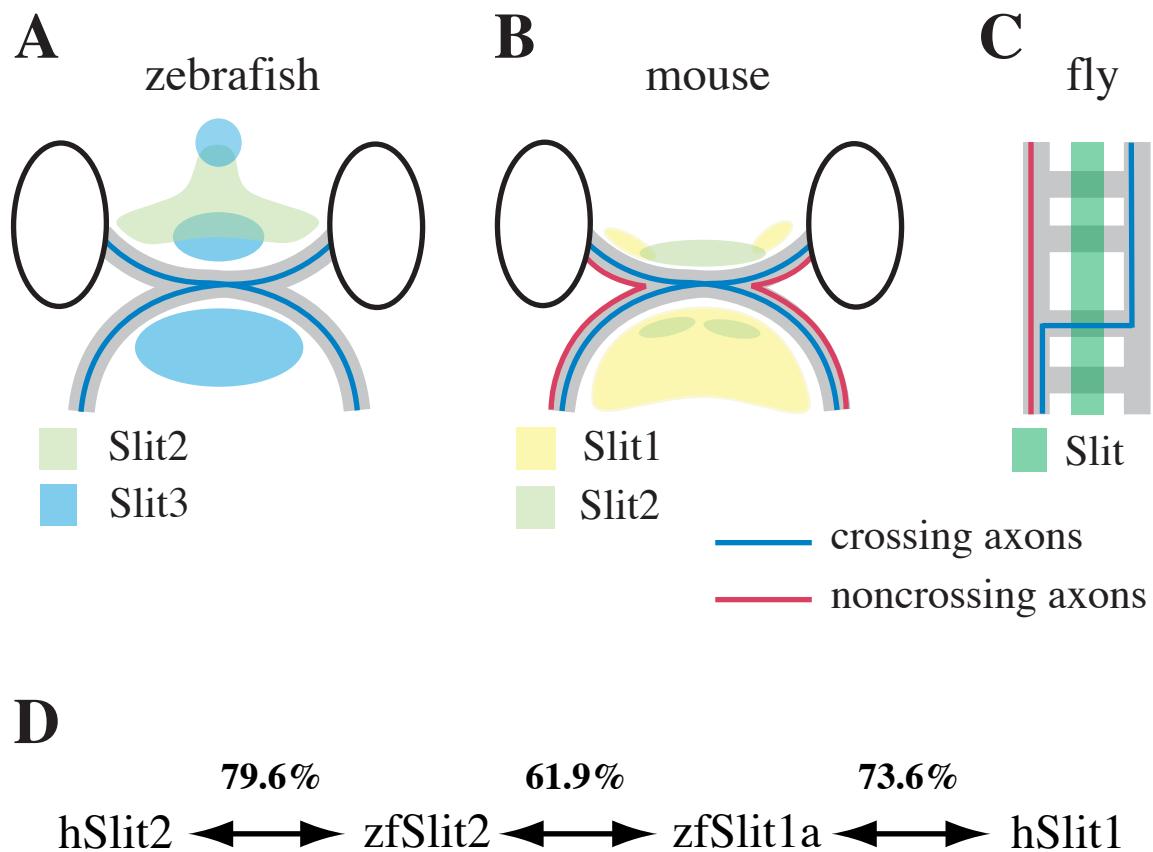 A
zebrafish
B
mouse
C
fly
Slit2
Slit3
Slit1
Slit2
Slit
crossing axons
noncrossing axons
D
79.6% 61.9% 73.6%
hSlit2 zfSlit2 zfSlit1a hSlit1